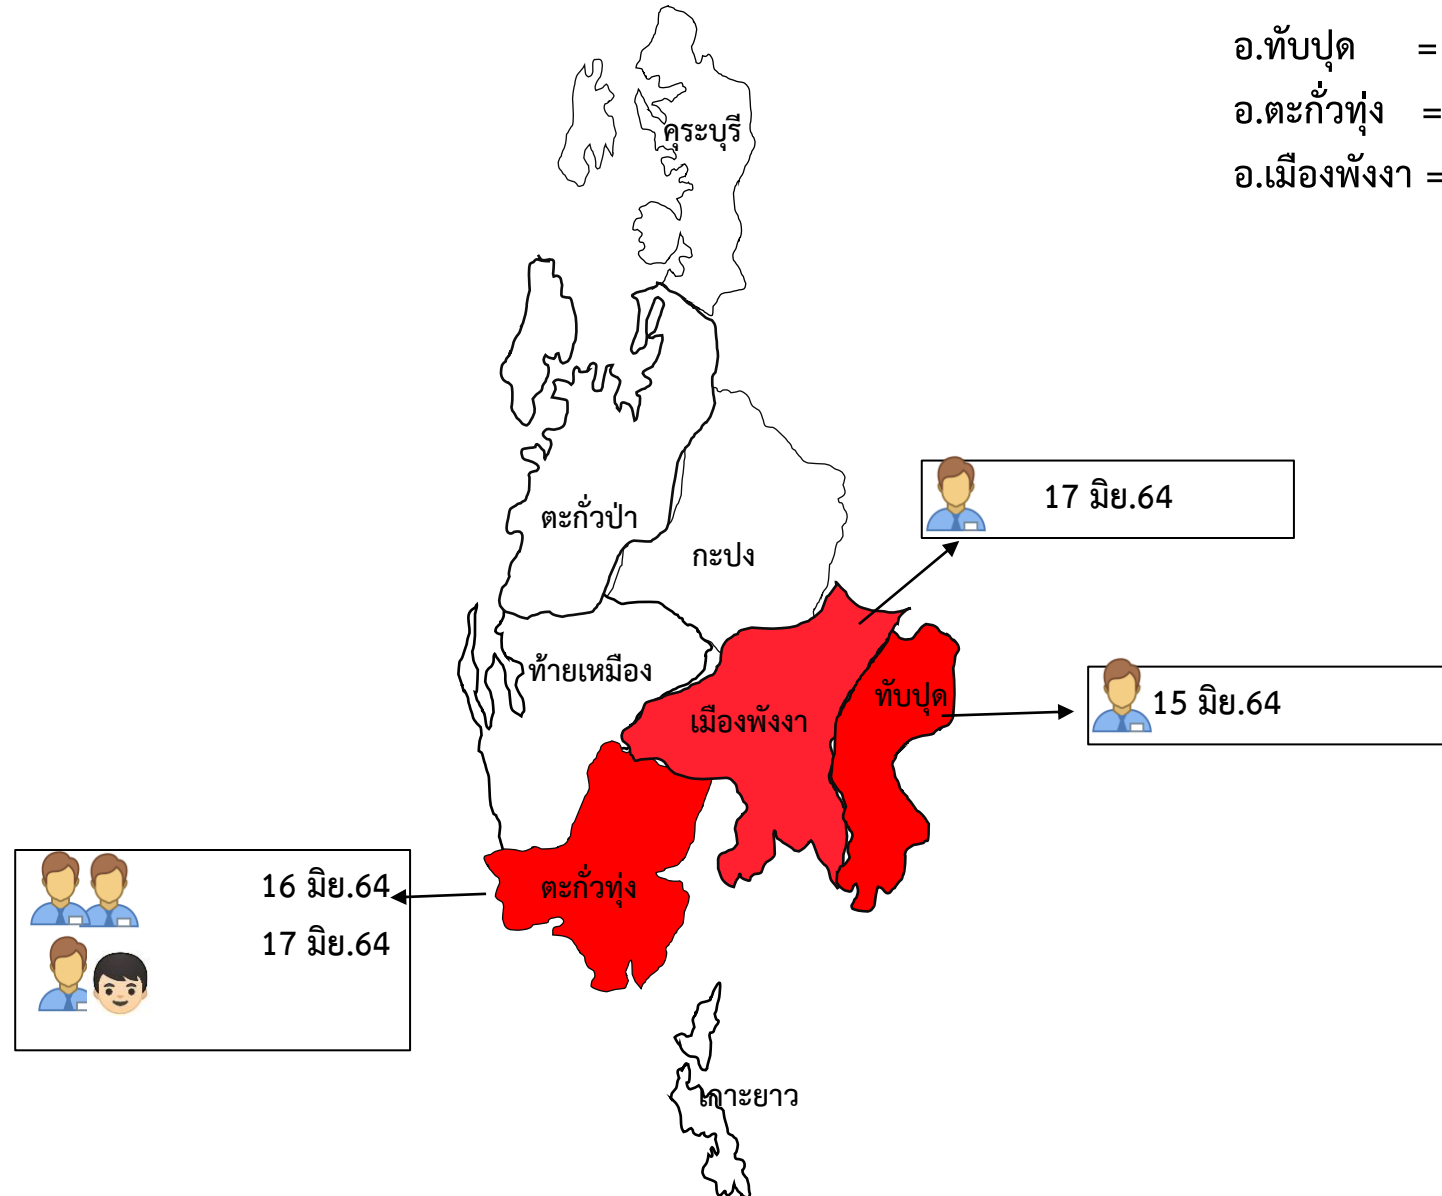 อ.ทับปุด =
อ.ตะกั่วทุ่ง =
อ.เมืองพังงา =
คุระบุรี
17 มิย.64
ตะกั่วป่า
กะปง
ท้ายเหมือง
ทับปุด
15 มิย.64
เมืองพังงา
16 มิย.64
ตะกั่วทุ่ง
17 มิย.64
เกาะยาว